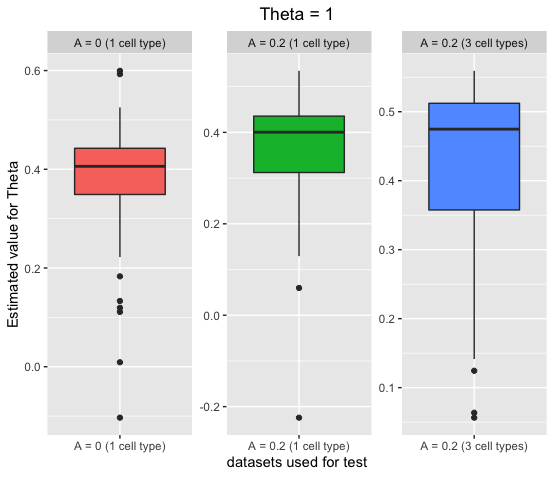 Theta = 1
A = 0 (1 cell type)
A = 0.2 (1 cell type)
A = 0.2 (3 cell types)
Estimated value for Theta
0.6
0.4
0.2
0.0
0.4
0.2
0.0
-0.2
0.5
0.4
0.3
0.2
0.1
A = 0 (1 cell type)
A = 0.2 (1 cell type)
A = 0.2 (3 cell types)
datasets used for test